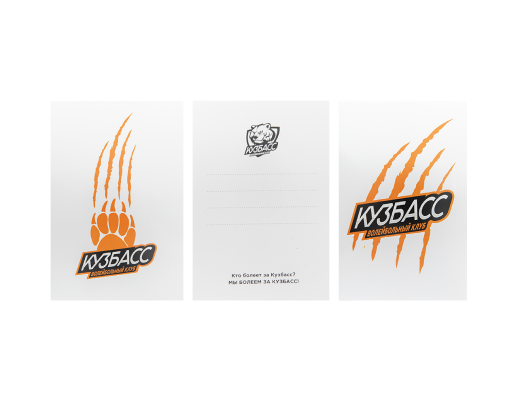 КУЗБАСС
ВОЛЕЙБОЛЬНЫЙ КЛУБ
КУЗБАСС
Кто болеет за Кузбасс?
МЫ БОЛЕЕМ ЗА КУЗБАСС!
КУЗБАСС
ВОЛЕЙБОЛЬНЫЙ КЛУБ